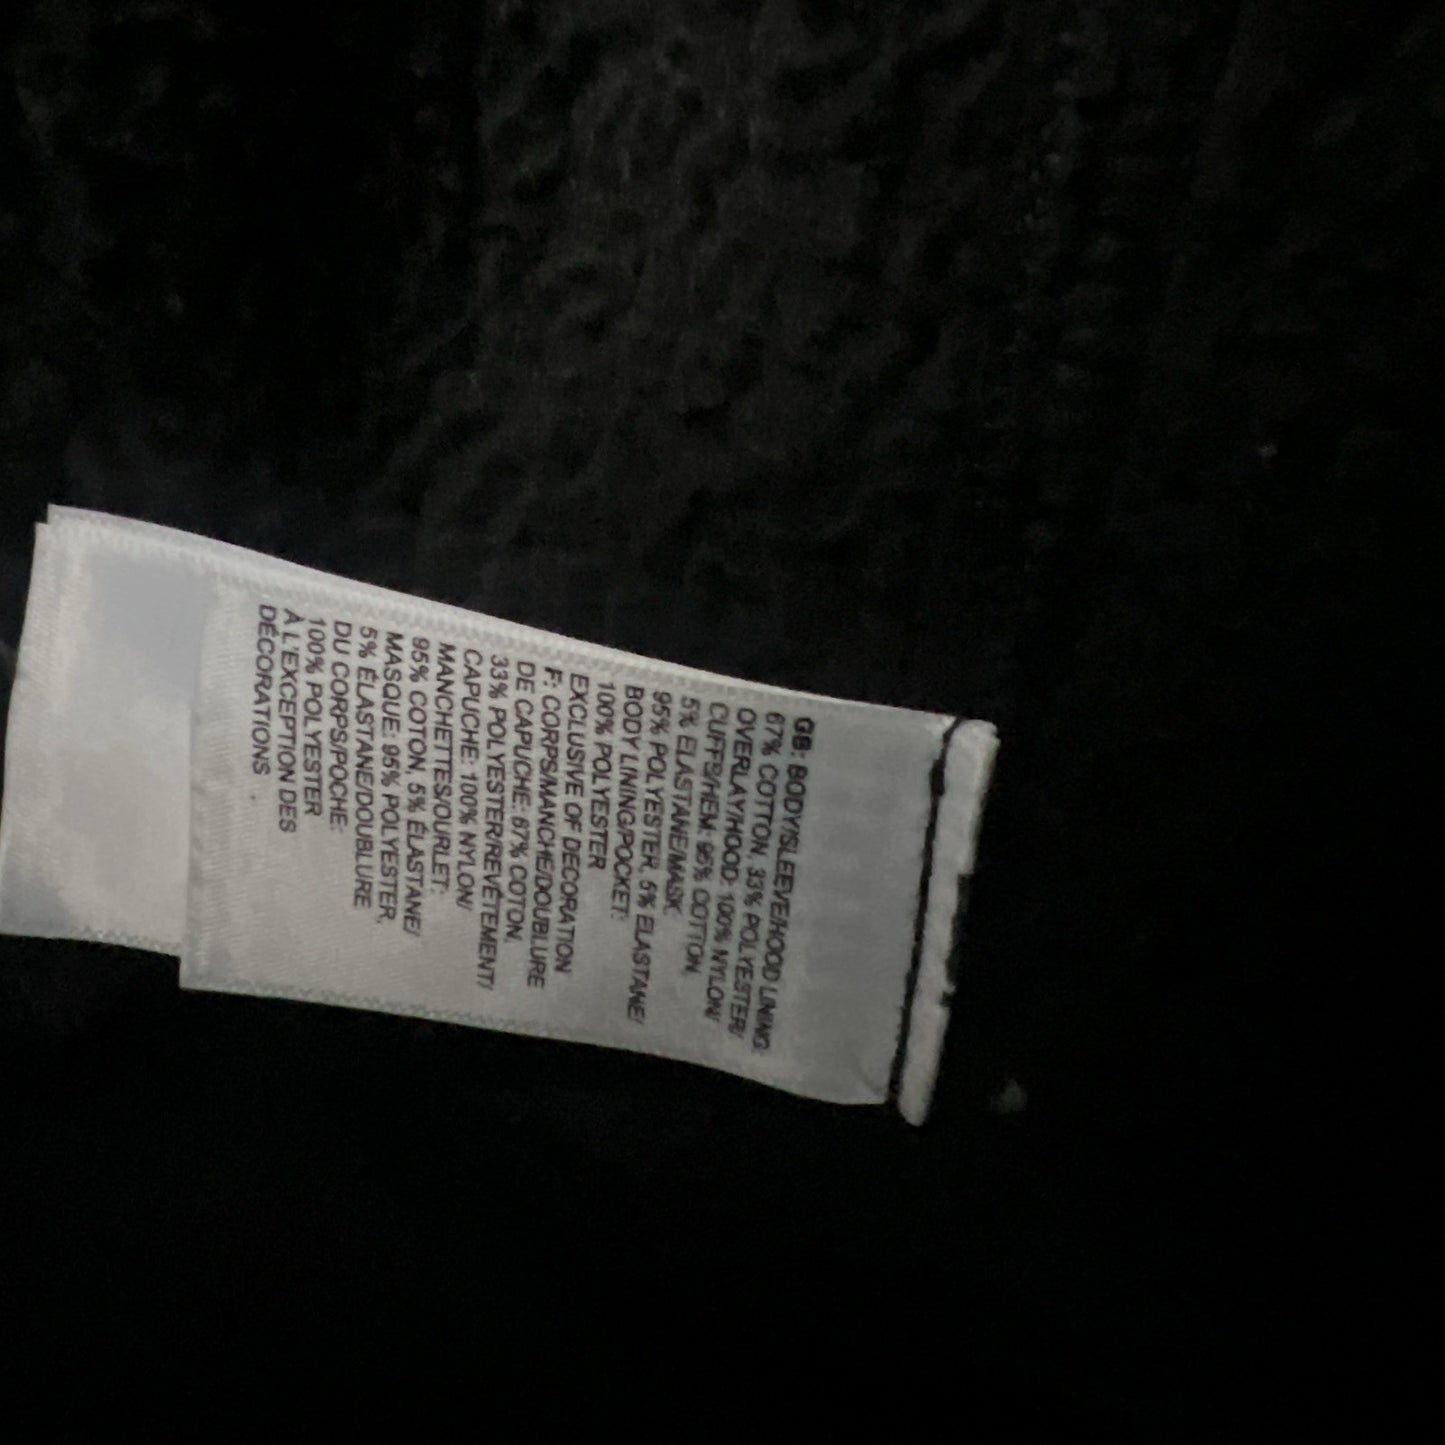 GB: BODY/SLEEVE/HOOD LINING:
67% COTTON, 33% POLYESTER/
OVERLAY/HOOD: 100% NYLON/
CUFFS/HEM: 95% COTTON,
5% ELASTANE/MASK:
95% POLYESTER, 5% ELASTANE/
BODY LINING/POCKET:
100% POLYESTER
EXCLUSIVE OF DECORATION
F: CORPS/MANCHE/DOUBLURE
DE CAPUCHE: 67% COTON,
33% POLYESTER/REVÊTEMENT/
CAPUCHE: 100% NYLON/
MANCHETTES/OURLET:
95% COTON, 5% ÉLASTANE/
MASQUE: 95% POLYESTER,
5% ÉLASTANE/DOUBLURE
DU CORPS/POCHE:
100% POLYESTER
À L'EXCEPTION DES
DÉCORATIONS .